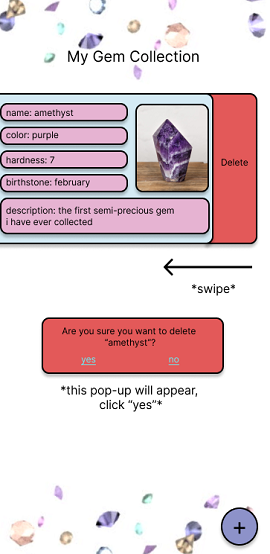 My Gem Collection
name: amethyst
color: purple
hardness: 7
birthstone: february
description: the first semi-precious gem
i have ever collected
Delete
*swipe*
Are you sure you want to delete
"amethyst"?
yes no
*this pop-up will appear,
click "yes"*
+